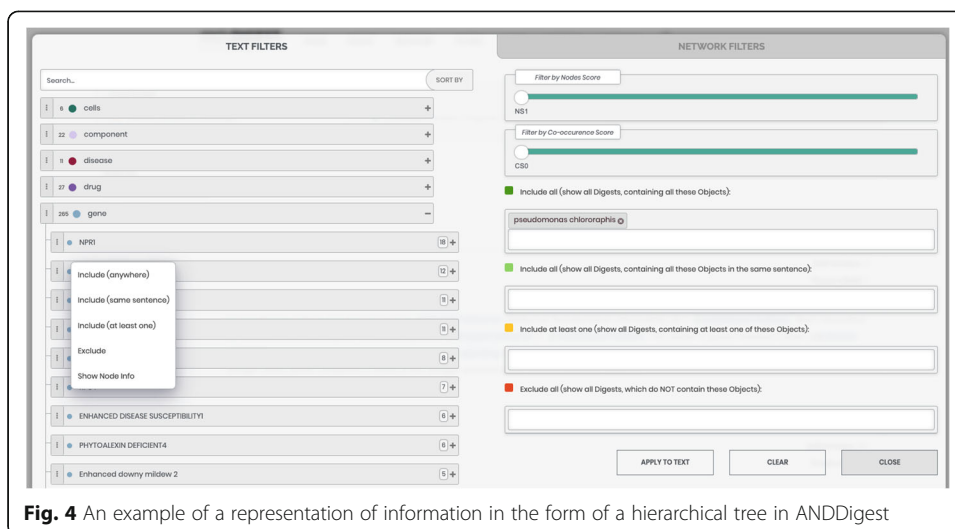 TEXT FILTERS
NETWORK FILTERS
Search...
SORT BY
6 cells +
22 component +
11 disease +
27 drug +
265 gene −
NPR1 18 +
12 +
11 +
11 +
8 +
7 +
ENHANCED DISEASE SUSCEPTIBILITY1 6 +
PHYTOALEXIN DEFICIENT4 6 +
Enhanced downy mildew 2 5 +
Include (anywhere)
Include (same sentence)
Include (at least one)
Exclude
Show Node Info
Filter by Nodes Score
NS1
Filter by Co-occurence Score
CS0
Include all (show all Digests, containing all these Objects):
pseudomonas chlororaphis
Include all (show all Digests, containing all these Objects in the same sentence):
Include at least one (show all Digests, containing at least one of these Objects):
Exclude all (show all Digests, which do NOT contain these Objects):
APPLY TO TEXT
CLEAR
CLOSE
Fig. 4 An example of a representation of information in the form of a hierarchical tree in ANDDigest